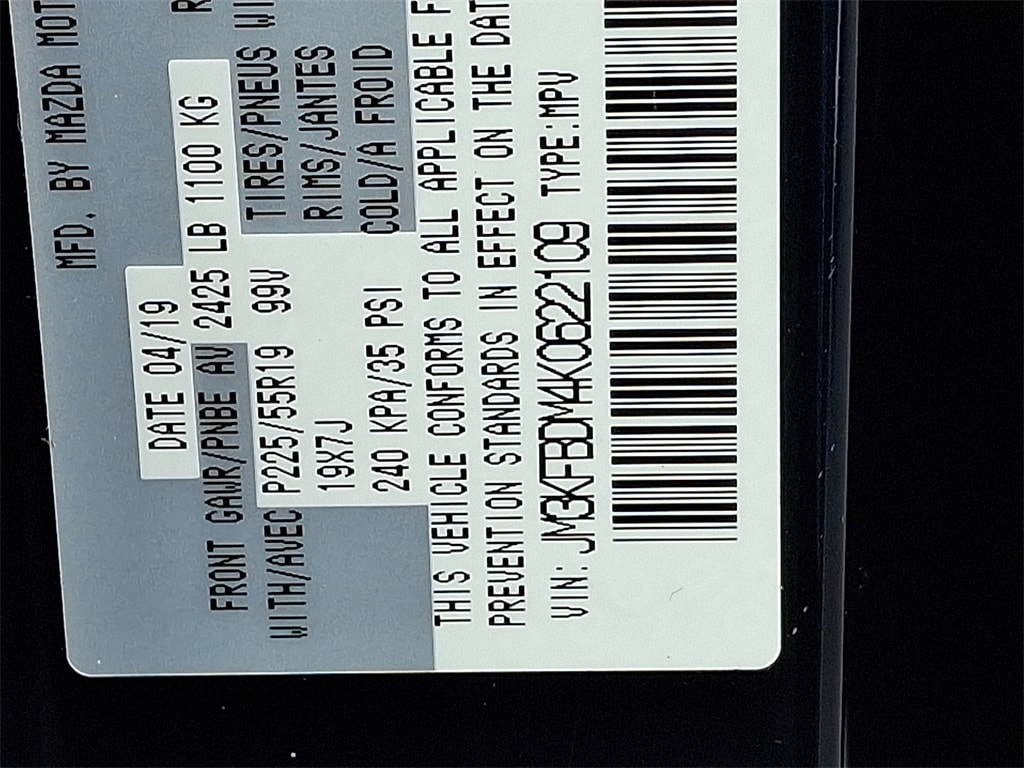 MFD. BY MAZDA MOT
DATE 04/19
FRONT GAWR/PNBE AV 2425 LB 1100 KG
WITH/AVEC P225/55R19 99V TIRES/PNEUS
19X7J RIMS/JANTES
240 KPA/35 PSI COLD/A FROID
THIS VEHICLE CONFORMS TO ALL APPLICABLE F
PREVENTION STANDARDS IN EFFECT ON THE DAT
VIN: JM3KFBDM4K0622109 TYPE:MPV